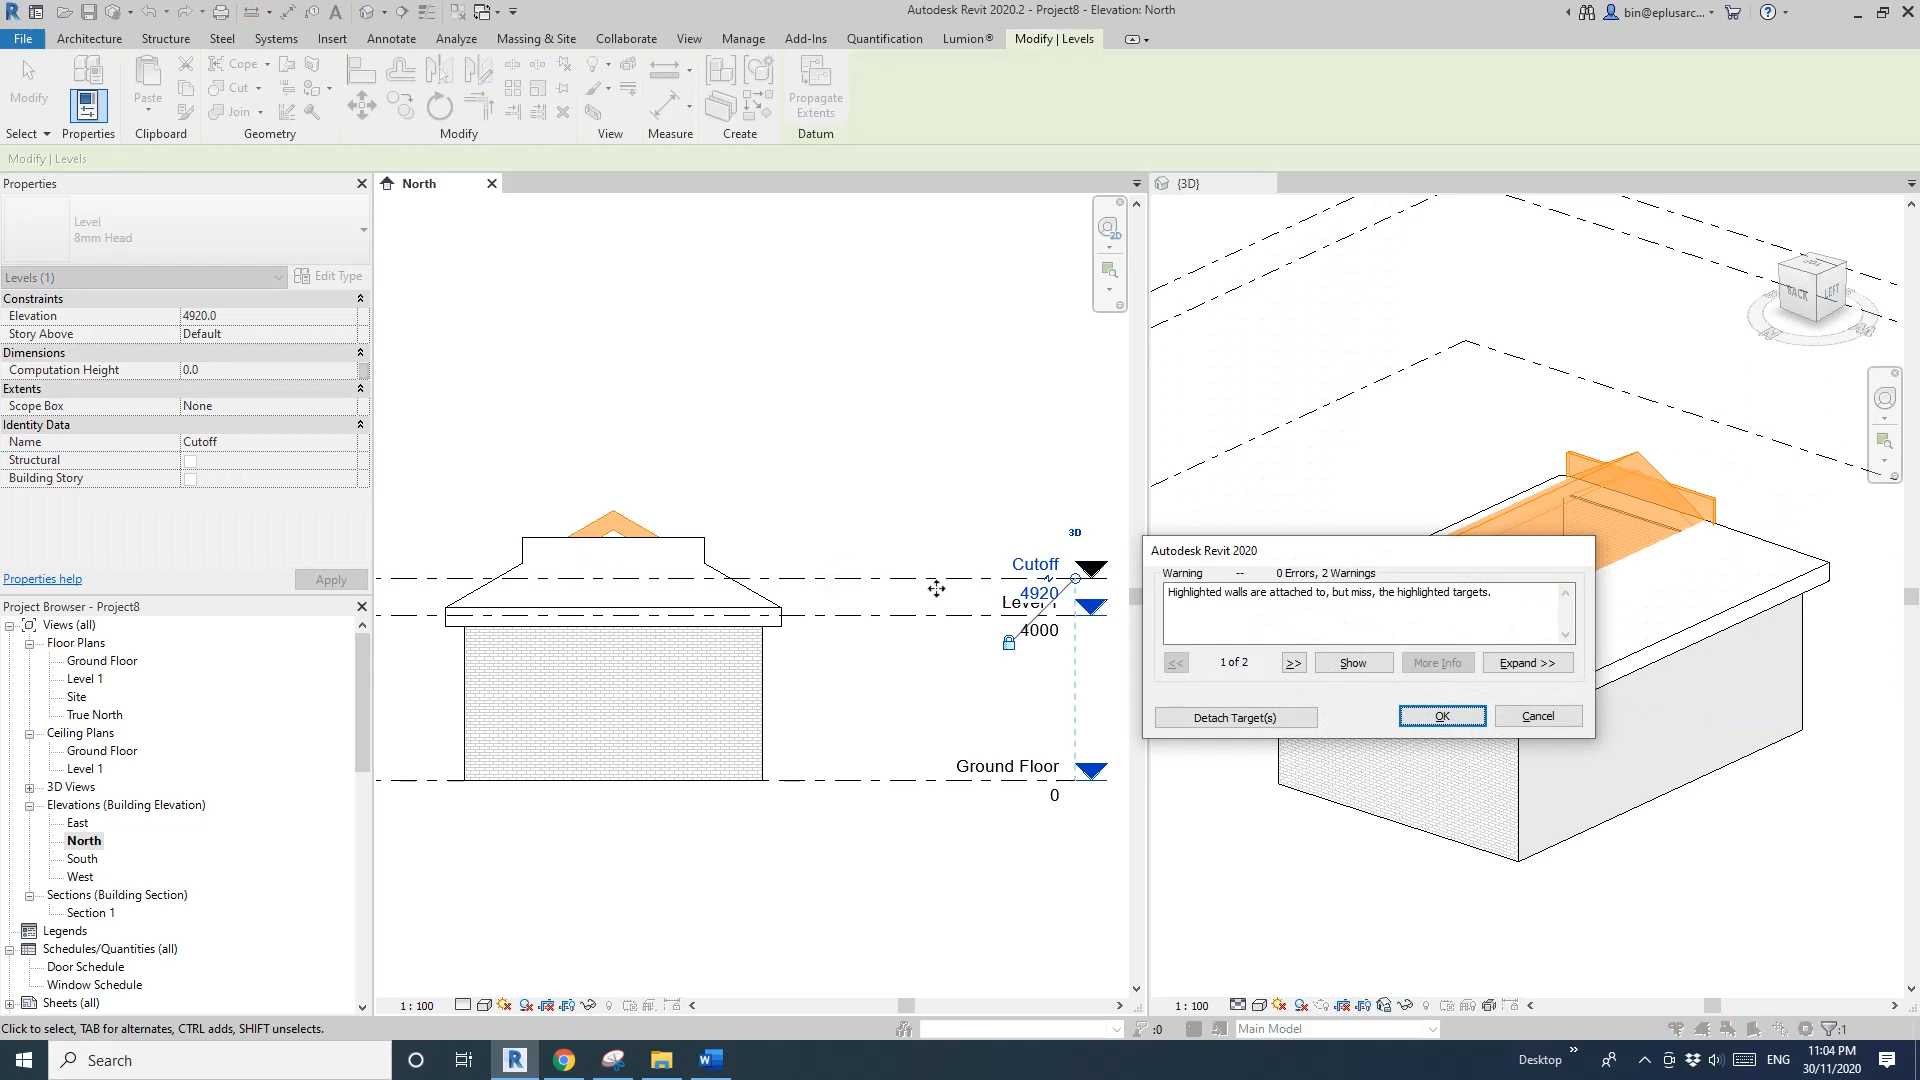 Autodesk Revit 2020.2 - Project8 - Elevation: North
bin@eplusarc...
File Architecture Structure Steel Systems Insert Annotate Analyze Massing & Site Collaborate View Manage Add-Ins Quantification Lumion® Modify | Levels
Modify
Paste
Cope
Cut
Join
Propagate
Extents
Select Properties Clipboard Geometry Modify View Measure Create Datum
Modify | Levels
Properties
Level
8mm Head
Levels (1)
Edit Type
Constraints
Elevation 4920.0
Story Above Default
Dimensions
Computation Height 0.0
Extents
Scope Box None
Identity Data
Name Cutoff
Structural
Building Story
Properties help
Apply
Project Browser - Project8
Views (all)
Floor Plans
Ground Floor
Level 1
Site
True North
Ceiling Plans
Ground Floor
Level 1
3D Views
Elevations (Building Elevation)
East
North
South
West
Sections (Building Section)
Section 1
Legends
Schedules/Quantities (all)
Door Schedule
Window Schedule
Sheets (all)
North
2D
3D
Cutoff
4920
Level 1
4000
Ground Floor
0
1 : 100
{3D}
BACK
LEFT
Autodesk Revit 2020
Warning -- 0 Errors, 2 Warnings
Highlighted walls are attached to, but miss, the highlighted targets.
<< 1 of 2 >> Show More Info Expand >>
Detach Target(s) OK Cancel
1 : 100
Click to select, TAB for alternates, CTRL adds, SHIFT unselects.
:0
Main Model
:1
Search
Desktop
ENG
11:04 PM
30/11/2020